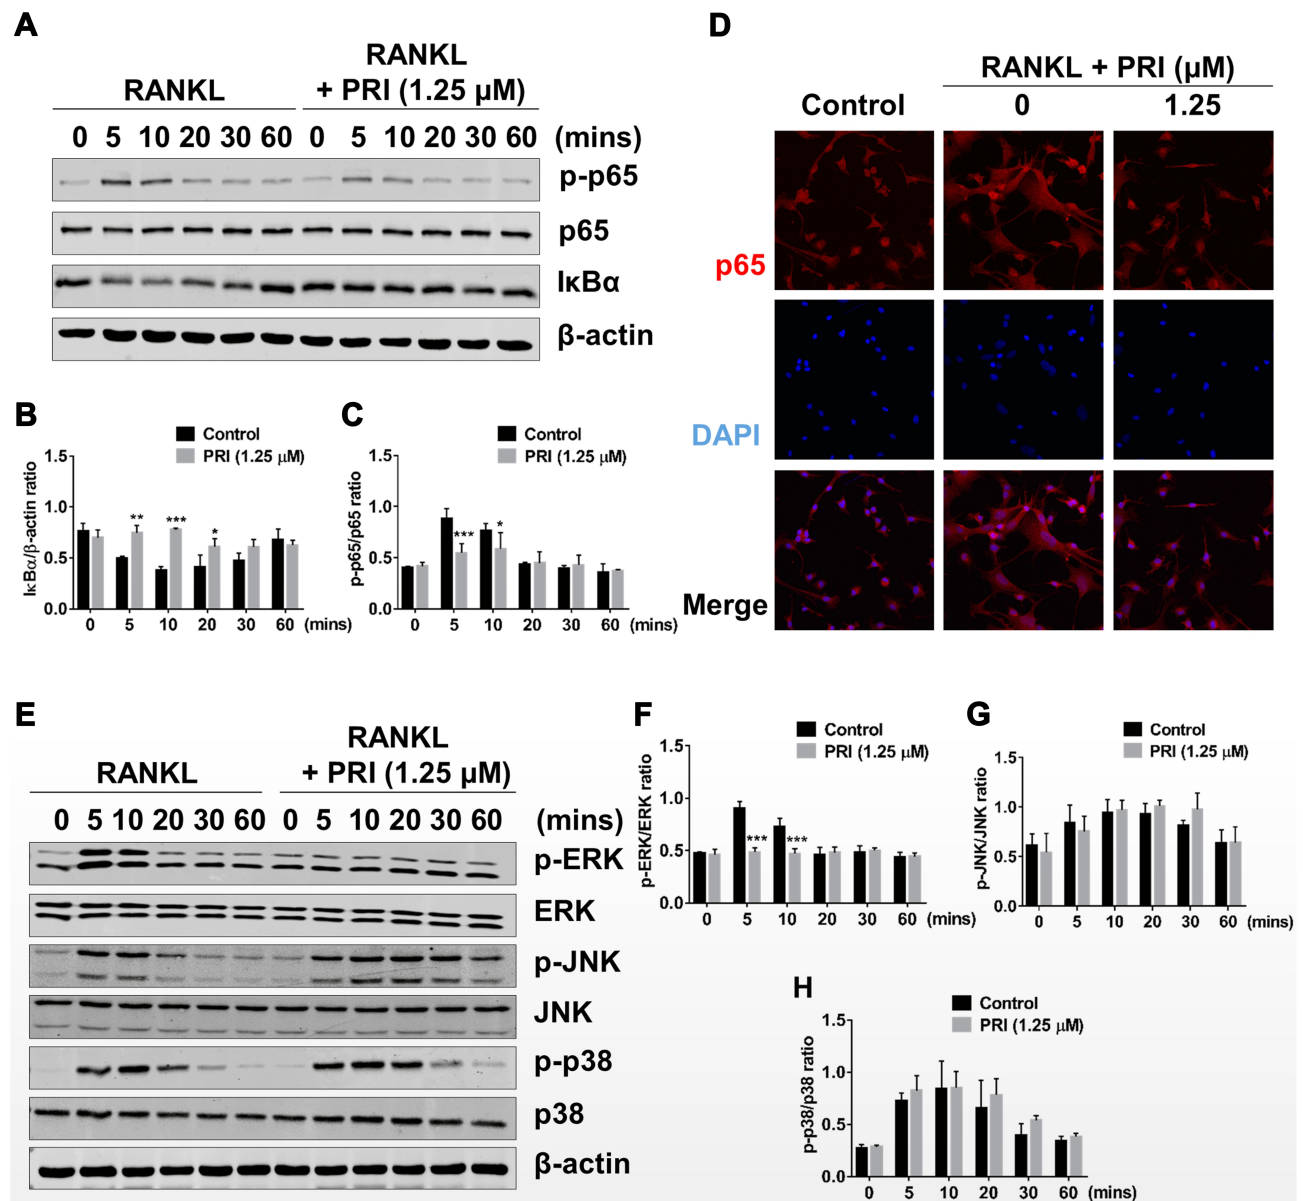 A
RANKL
RANKL
+ PRI (1.25 µM)
0 5 10 20 30 60 0 5 10 20 30 60 (mins)
p-p65
p65
IκBα
β-actin
B
Control
PRI (1.25 µM)
IκBα/β-actin ratio
1.5
1.0
0.5
0.0
** *** *
0 5 10 20 30 60 (mins)
C
Control
PRI (1.25 µM)
p-p65/p65 ratio
1.5
1.0
0.5
0.0
*** *
0 5 10 20 30 60 (mins)
D
RANKL + PRI (µM)
Control 0 1.25
p65
DAPI
Merge
E
RANKL
RANKL
+ PRI (1.25 µM)
0 5 10 20 30 60 0 5 10 20 30 60 (mins)
p-ERK
ERK
p-JNK
JNK
p-p38
p38
β-actin
F
Control
PRI (1.25 µM)
p-ERK/ERK ratio
1.5
1.0
0.5
0.0
*** ***
0 5 10 20 30 60 (mins)
G
Control
PRI (1.25 µM)
p-JNK/JNK ratio
1.5
1.0
0.5
0.0
0 5 10 20 30 60 (mins)
H
Control
PRI (1.25 µM)
p-p38/p38 ratio
1.5
1.0
0.5
0.0
0 5 10 20 30 60 (mins)